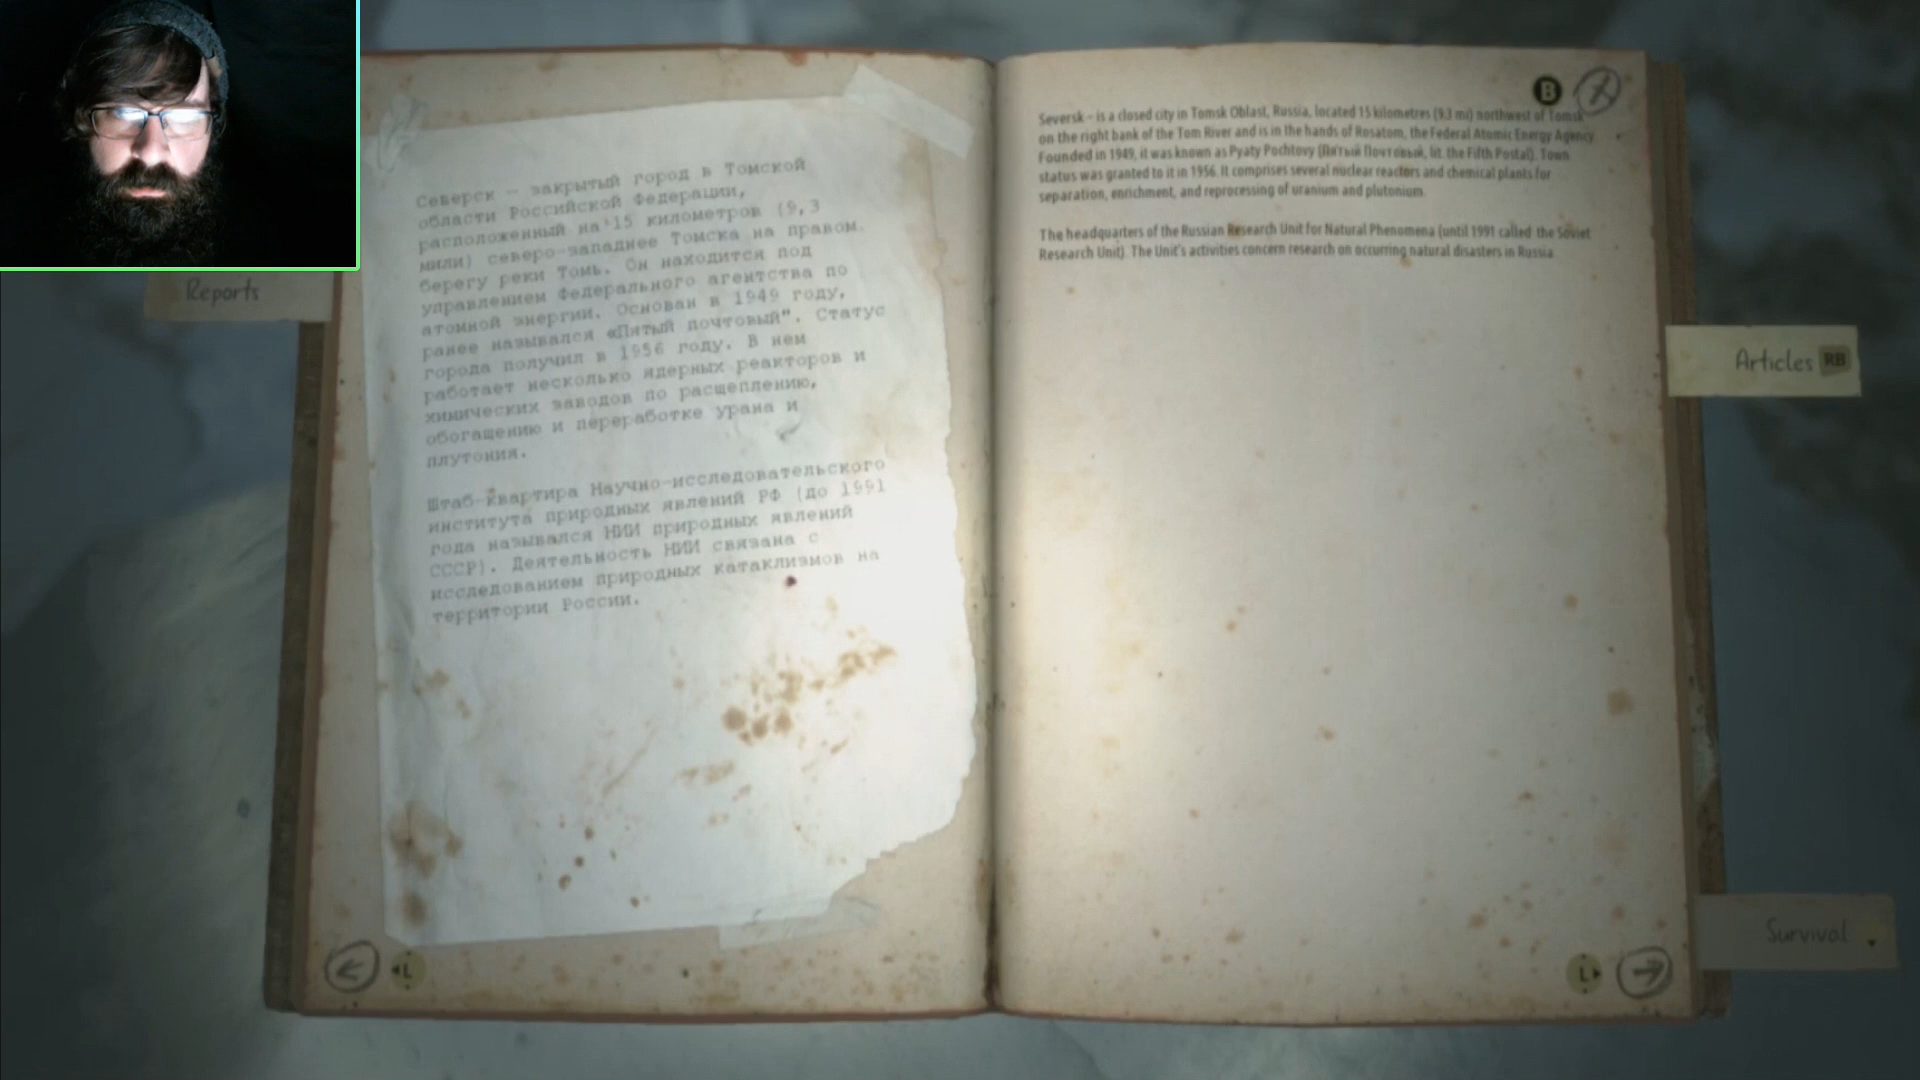 Reports
Северск — закрытый город в Томской
области Российской Федерации,
расположенный на 15 километров (9,3
мили) северо-западнее Томска на правом.
берегу реки Томь. Он находится под
управлением Федерального агентства по
атомной энергии. Основан в 1949 году,
ранее назывался «Пятый почтовый". Статус
города получил в 1956 году. В нем
работает несколько ядерных реакторов и
химических заводов по расщеплению,
обогащению и переработке урана и
плутония.
Штаб-квартира Научно-исследовательского
института природных явлений РФ (до 1991
года назывался НИИ природных явлений
СССР). Деятельность НИИ связана с
исследованием природных катаклизмов на
территории России.
L
B
Seversk – is a closed city in Tomsk Oblast, Russia, located 15 kilometres (9.3 mi) northwest of Tomsk
on the right bank of the Tom River and is in the hands of Rosatom, the Federal Atomic Energy Agency.
Founded in 1949, it was known as Pyaty Pochtovy (Пятый Почтовый, lit. the Fifth Postal). Town
status was granted to it in 1956. It comprises several nuclear reactors and chemical plants for
separation, enrichment, and reprocessing of uranium and plutonium.
The headquarters of the Russian Research Unit for Natural Phenomena (until 1991 called the Soviet
Research Unit). The Unit's activities concern research on occurring natural disasters in Russia.
Articles RB
Survival
L